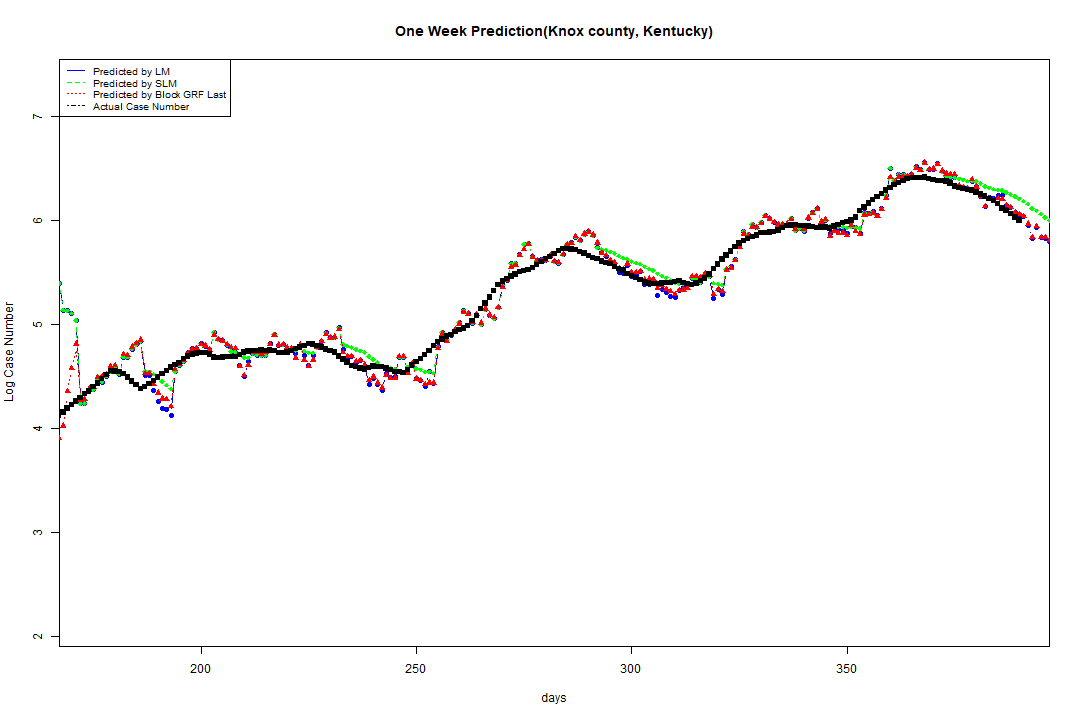 One Week Prediction(Knox county, Kentucky)
Predicted by LM
Predicted by SLM
Predicted by Block GRF Last
Actual Case Number
7
6
5
4
3
2
Log Case Number
200 250 300 350
days